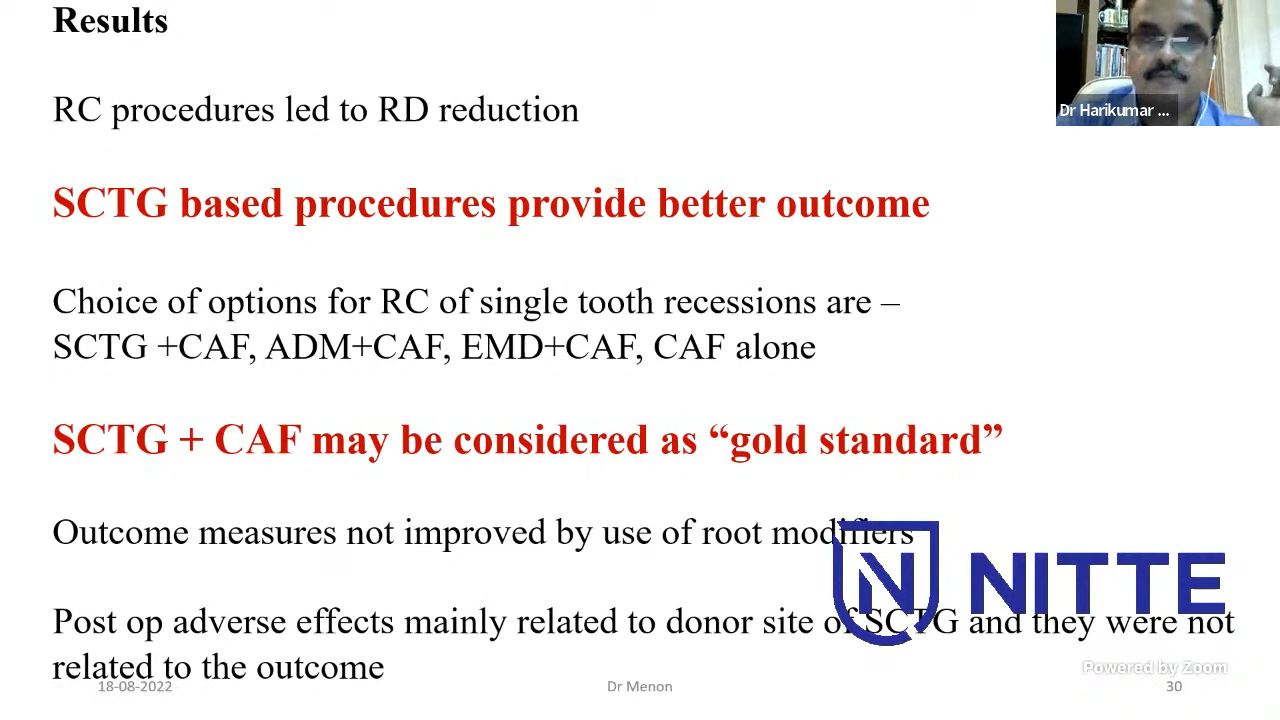 Results
Dr Harikumar ...
RC procedures led to RD reduction
SCTG based procedures provide better outcome
Choice of options for RC of single tooth recessions are –
SCTG +CAF, ADM+CAF, EMD+CAF, CAF alone
SCTG + CAF may be considered as “gold standard”
Outcome measures not improved by use of root modifiers
NITTE
Post op adverse effects mainly related to donor site of SCTG and they were not
related to the outcome
Powered by Zoom
18-08-2022
Dr Menon
30